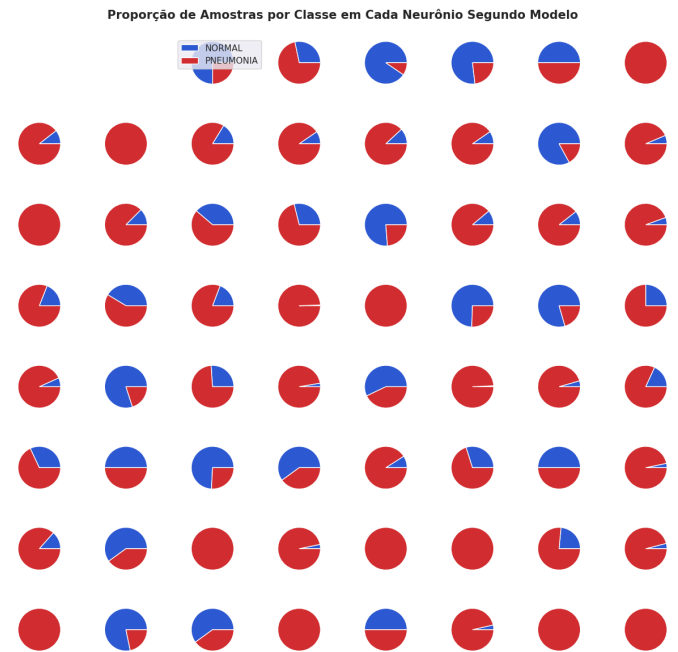 Proporção de Amostras por Classe em Cada Neurônio Segundo Modelo
NORMAL
PNEUMONIA